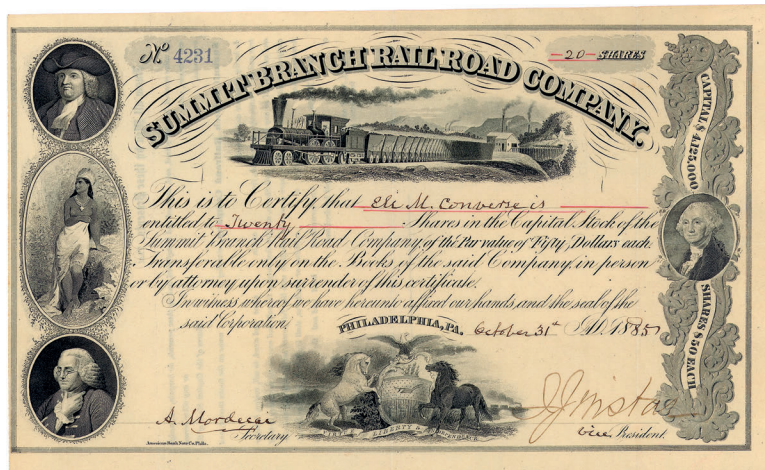 No 4231
—20— SHARES
SUMMIT BRANCH RAIL ROAD COMPANY.
CAPITAL $4,125,000
This is to Certify that Eli M. Converse is
entitled to Twenty Shares in the Capital Stock of the
Summit Branch Rail Road Company of the Par value of Fifty Dollars each
Transferable only on the Books of the said Company, in person
or by attorney upon surrender of this certificate.
In witness whereof we have hereunto affixed our hands, and the seal of the
said Corporation.
PHILADELPHIA, PA. October 31st A.D. 1885
SHARES $50 EACH
A. Mordecai
Secretary
VIRTUE LIBERTY & INDEPENDENCE
Vice President.
American Bank Note Co. Phila.